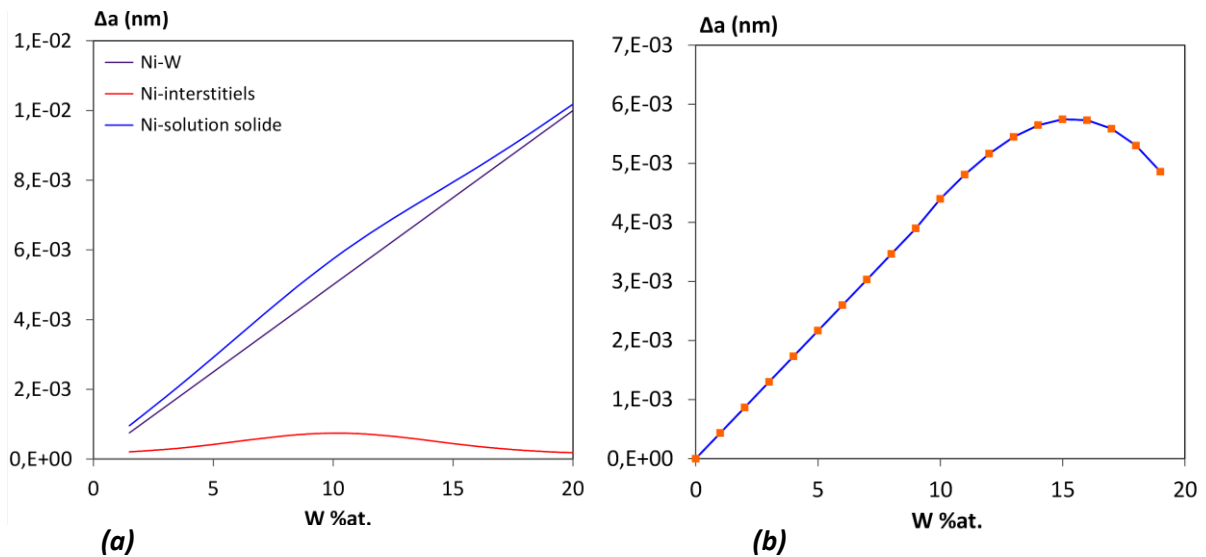 Δa (nm)
1,E-02
1,E-02
8,E-03
6,E-03
4,E-03
2,E-03
0,E+00
Ni-W
Ni-interstitiels
Ni-solution solide
0 5 10 15 20
W %at.
(a)
Δa (nm)
7,E-03
6,E-03
5,E-03
4,E-03
3,E-03
2,E-03
1,E-03
0,E+00
0 5 10 15 20
W %at.
(b)